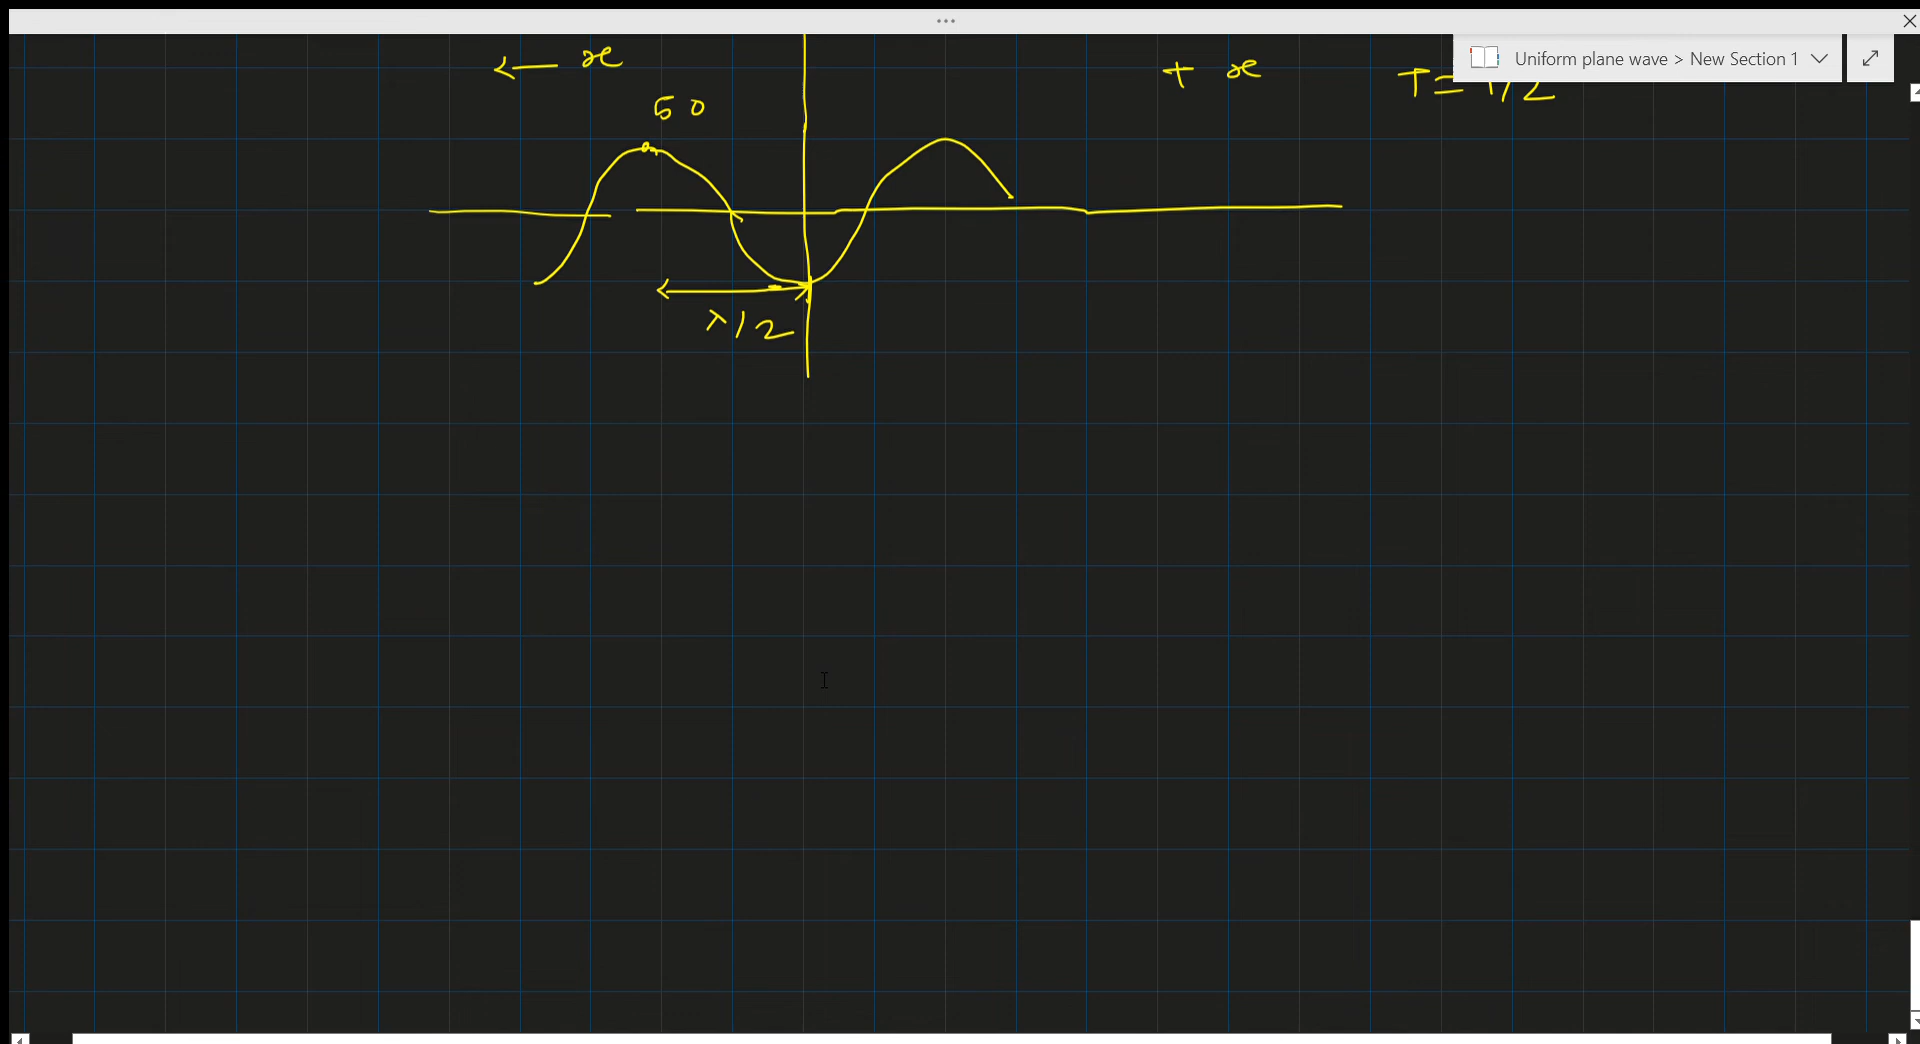 Uniform plane wave > New Section 1
← x
+ x
50
λ/2